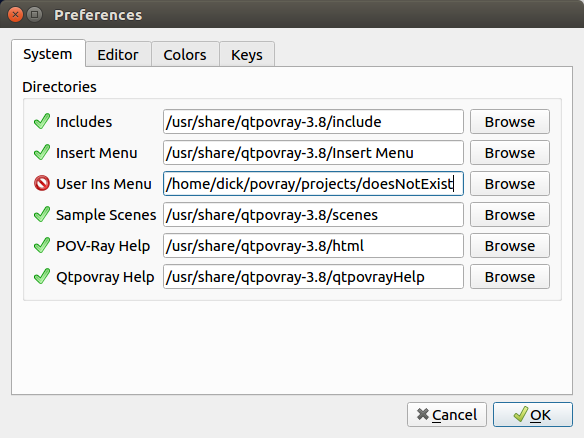 Preferences
System Editor Colors Keys
Directories
Includes /usr/share/qtpovray-3.8/include Browse
Insert Menu /usr/share/qtpovray-3.8/Insert Menu Browse
User Ins Menu /home/dick/povray/projects/doesNotExist Browse
Sample Scenes /usr/share/qtpovray-3.8/scenes Browse
POV-Ray Help /usr/share/qtpovray-3.8/html Browse
Qtpovray Help /usr/share/qtpovray-3.8/qtpovrayHelp Browse
Cancel OK